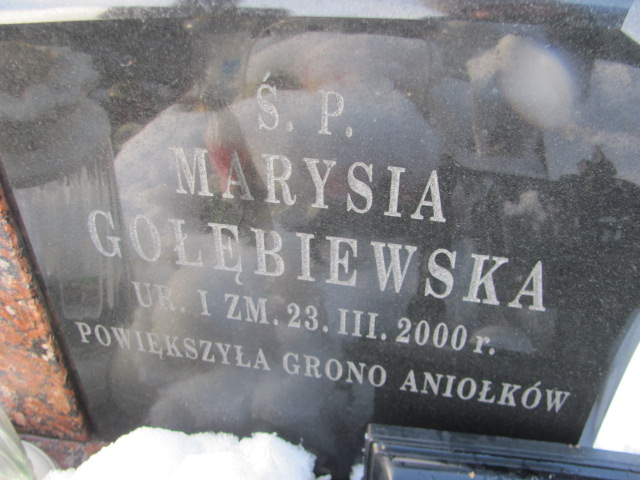 Ś. P.
MARYSIA
GOŁĘBIEWSKA
UR. I ZM. 23. III. 2000 r.
POWIĘKSZYŁA GRONO ANIOŁKÓW